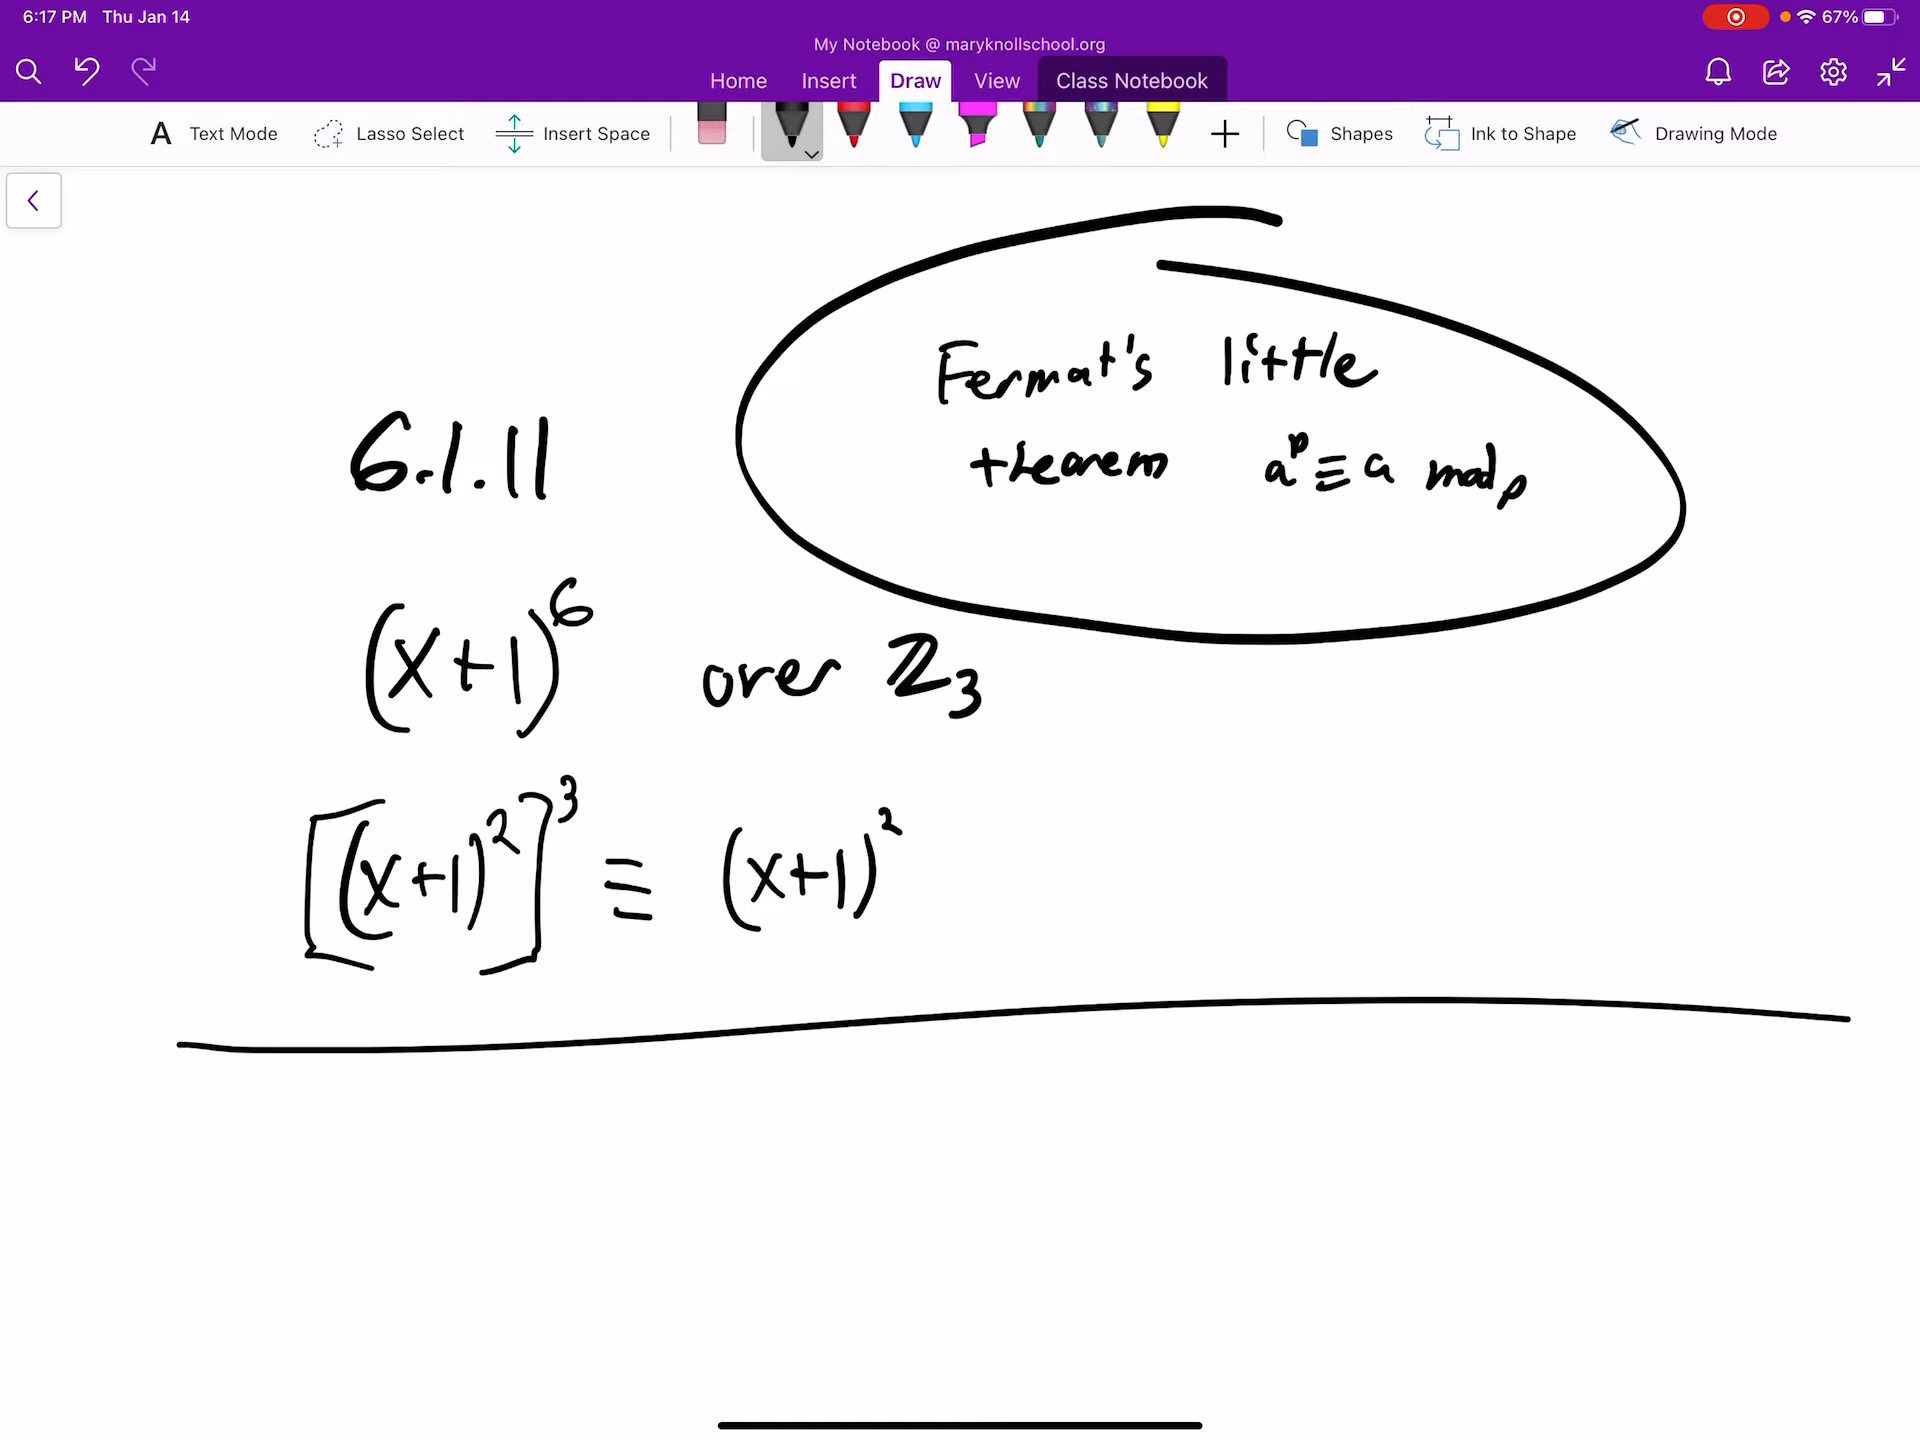 6:17 PM Thu Jan 14
67%
My Notebook @ maryknollschool.org
Home Insert Draw View Class Notebook
A Text Mode Lasso Select Insert Space Shapes Ink to Shape Drawing Mode
Fermat's little
theorem a^p ≡ a mod p
6.1.11
(x+1)^6 over ℤ_3
[(x+1)^2]^3 ≡ (x+1)^2